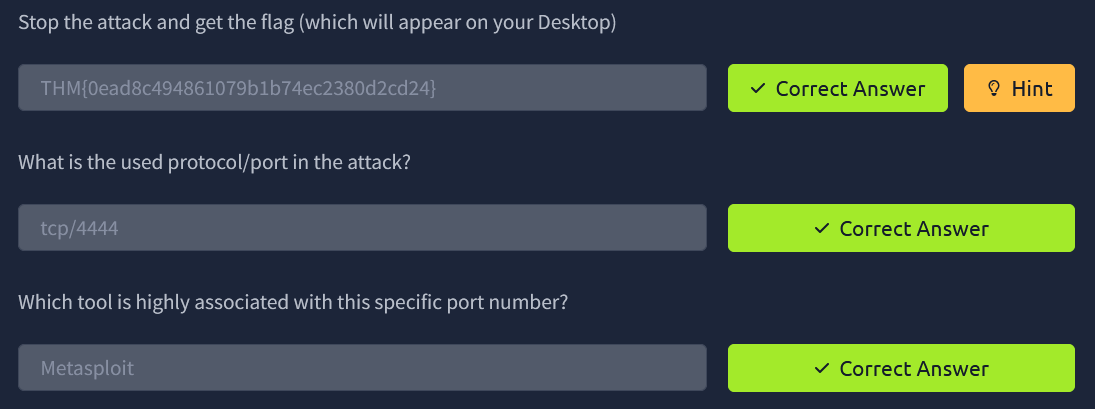 Stop the attack and get the flag (which will appear on your Desktop)
THM{0ead8c494861079b1b74ec2380d2cd24}
Correct Answer
Hint
What is the used protocol/port in the attack?
tcp/4444
Correct Answer
Which tool is highly associated with this specific port number?
Metasploit
Correct Answer